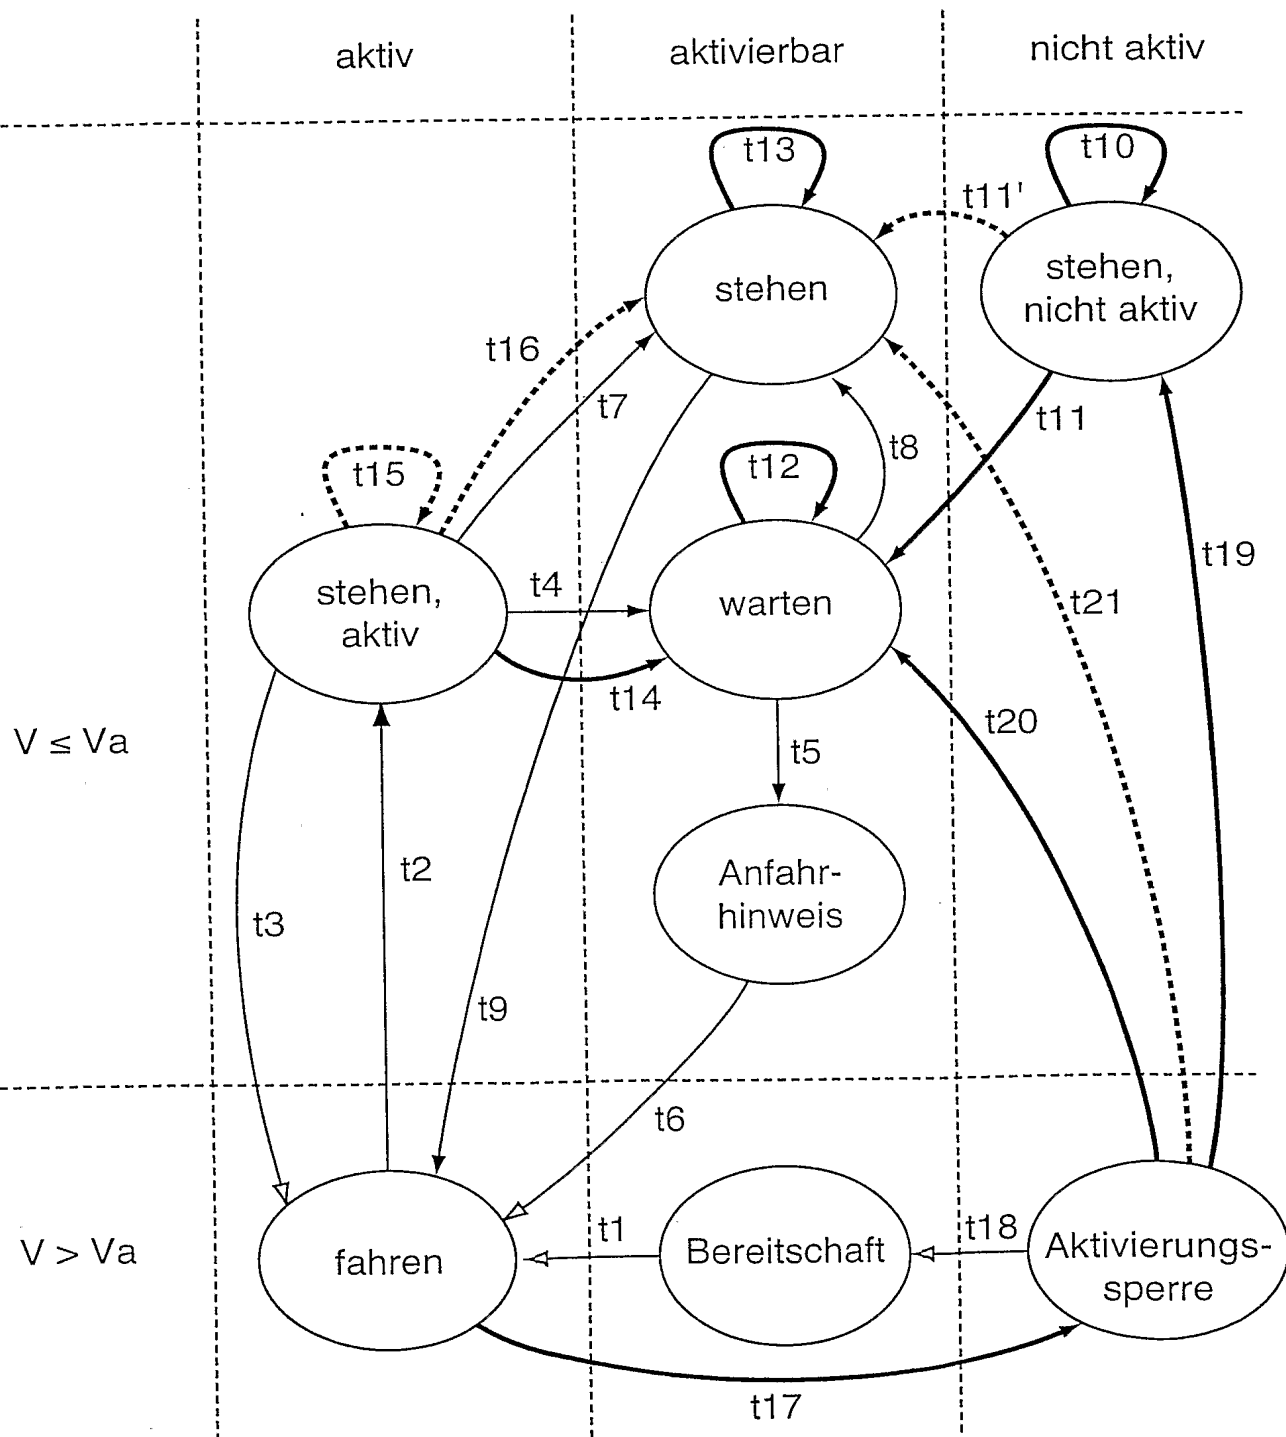 aktiv
aktivierbar
nicht aktiv
t13
t10
t11'
stehen
stehen,
nicht aktiv
t16
t7
t11
t8
t15
t12
t19
stehen,
aktiv
t4
warten
t21
t14
t20
V ≤ Va
t5
t2
Anfahr-
hinweis
t3
t9
t6
V > Va
fahren
t1
Bereitschaft
t18
Aktivierungs-
sperre
t17